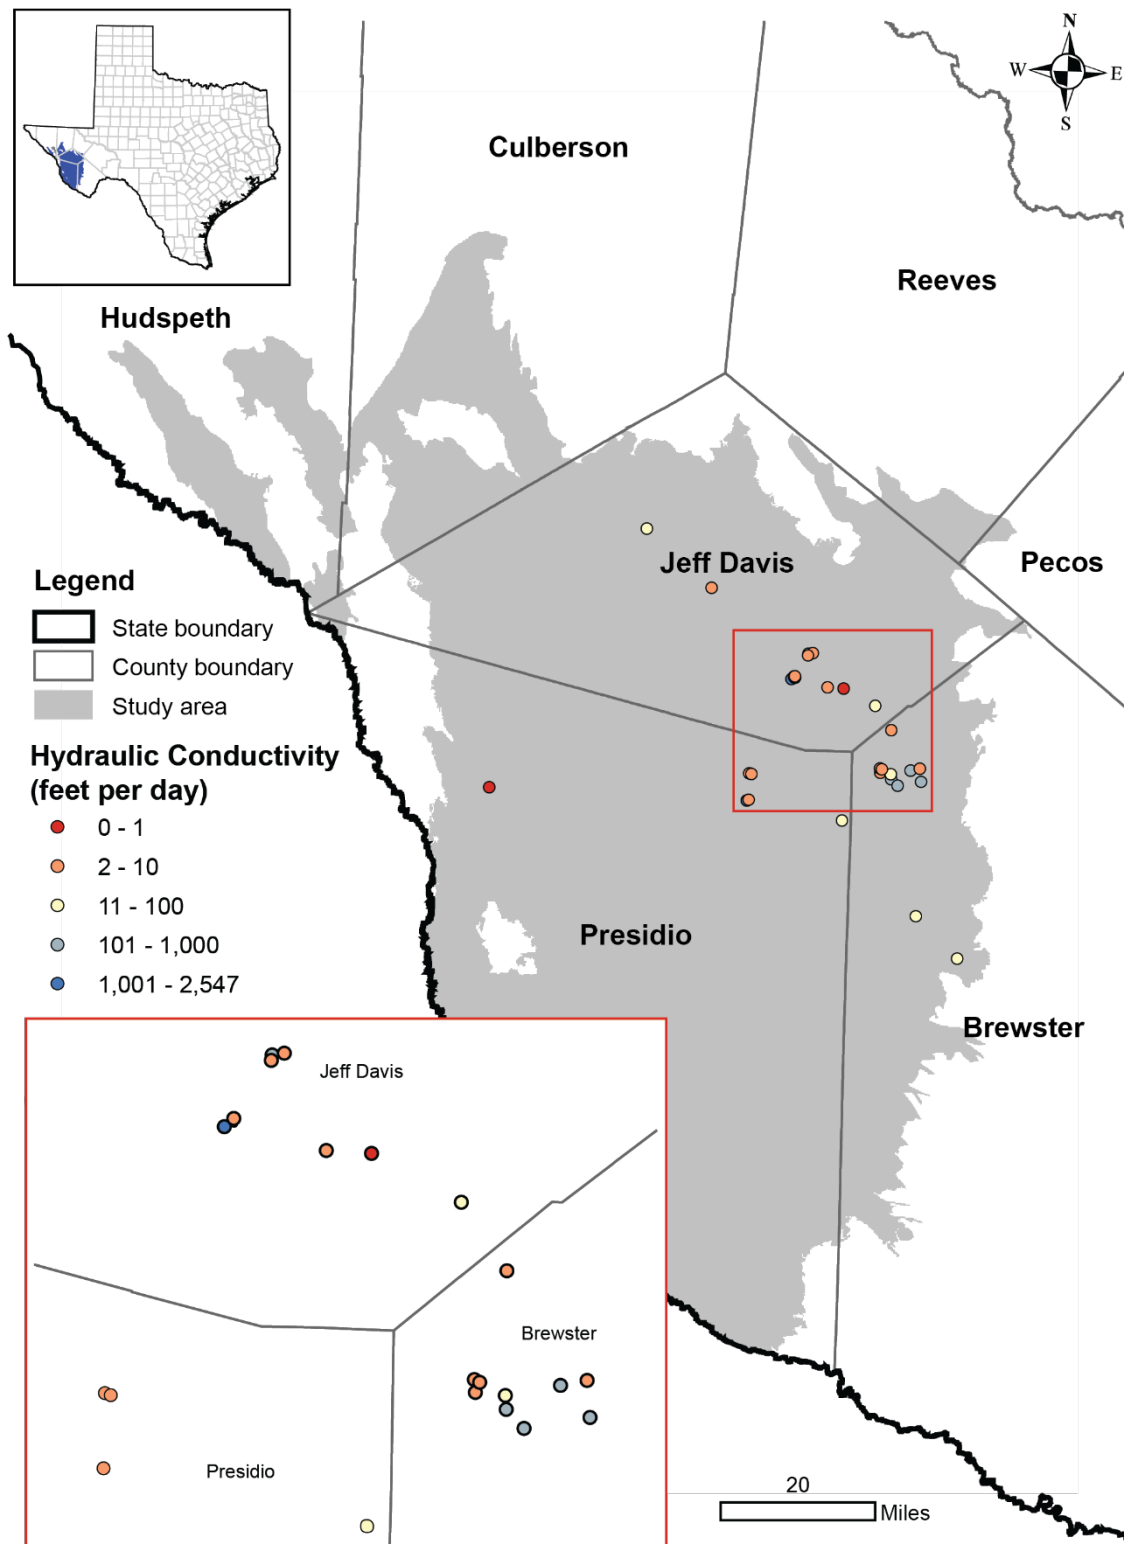 N
W
E
S
Culberson
Reeves
Hudspeth
Jeff Davis
Pecos
Legend
State boundary
County boundary
Study area
Hydraulic Conductivity
(feet per day)
0 - 1
2 - 10
11 - 100
101 - 1,000
1,001 - 2,547
Presidio
Brewster
Jeff Davis
Brewster
Presidio
20
Miles